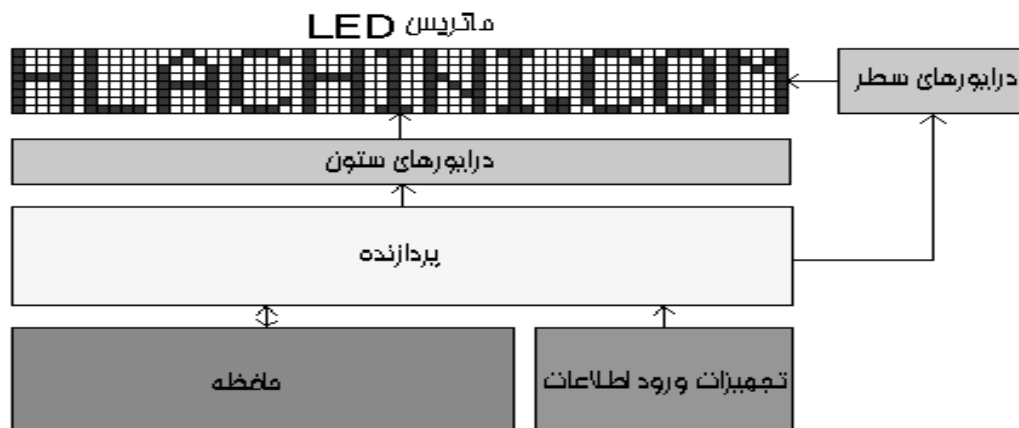 ماتریس LED
HLACHINI.COM
درایورهای سطر
درایورهای ستون
پردازنده
حافظه
تجهیزات ورود اطلاعات